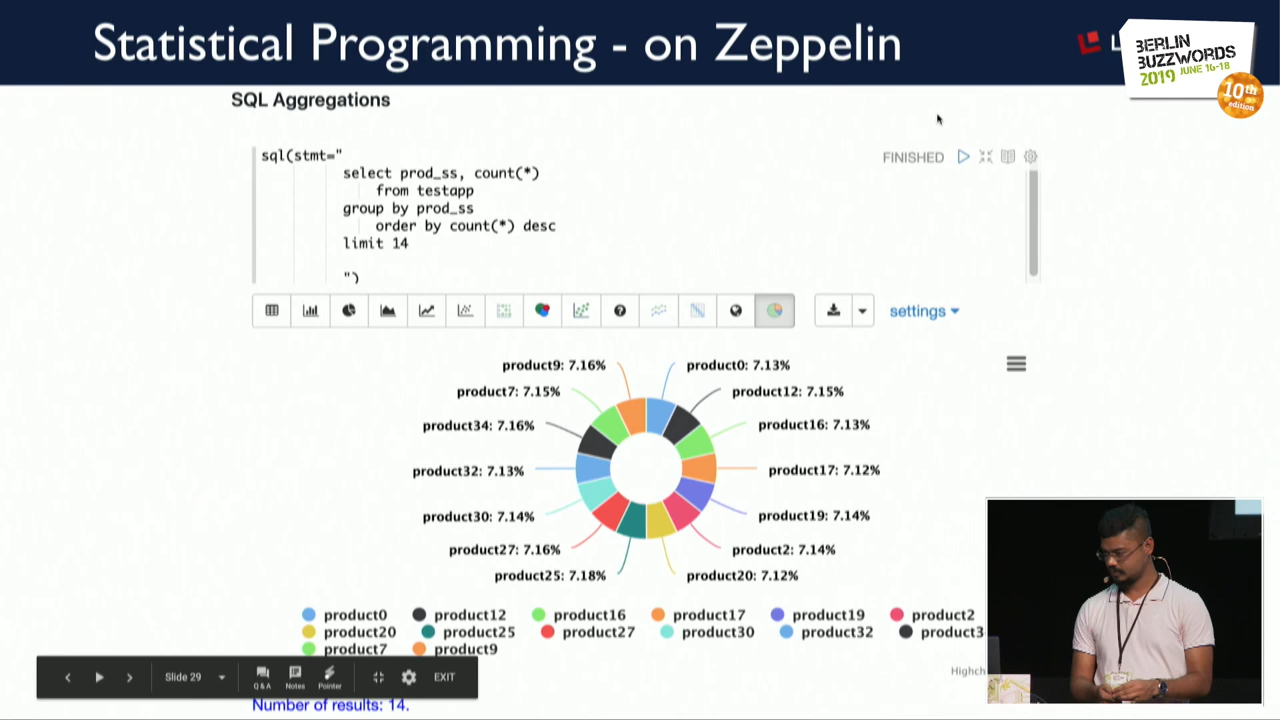 Statistical Programming - on Zeppelin
BERLIN
BUZZWORDS
2019 JUNE 16-18
10th
edition
SQL Aggregations
FINISHED
sql(stmt="
select prod_ss, count(*)
from testapp
group by prod_ss
order by count(*) desc
limit 14
")
settings
product9: 7.16%
product0: 7.13%
product7: 7.15%
product12: 7.15%
product34: 7.16%
product16: 7.13%
product32: 7.13%
product17: 7.12%
product30: 7.14%
product19: 7.14%
product27: 7.16%
product2: 7.14%
product25: 7.18%
product20: 7.12%
product0 product12 product16 product17 product19 product2
product20 product25 product27 product30 product32 product3
product7 product9
Highch
Slide 29
Q & A Notes Pointer
EXIT
Number of results: 14.